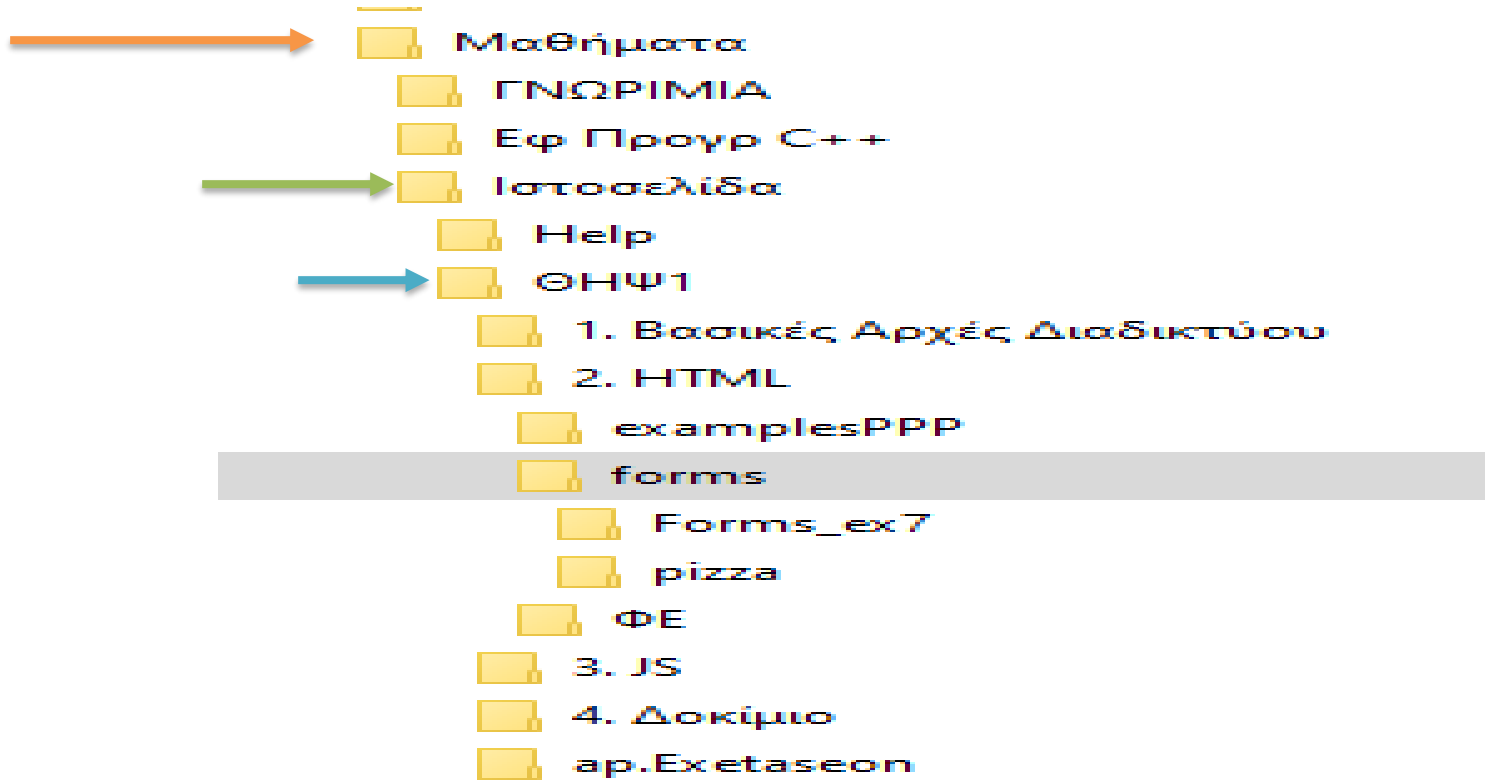 Μαθήματα
ΓΝΩΡΙΜΙΑ
Εφ Προγρ C++
Ιστοσελίδα
Help
ΘΗΨ1
1. Βασικές Αρχές Διαδικτύου
2. HTML
examplesPPP
forms
Forms_ex7
pizza
ΦΕ
3. JS
4. Δοκίμιο
ap.Exetaseon